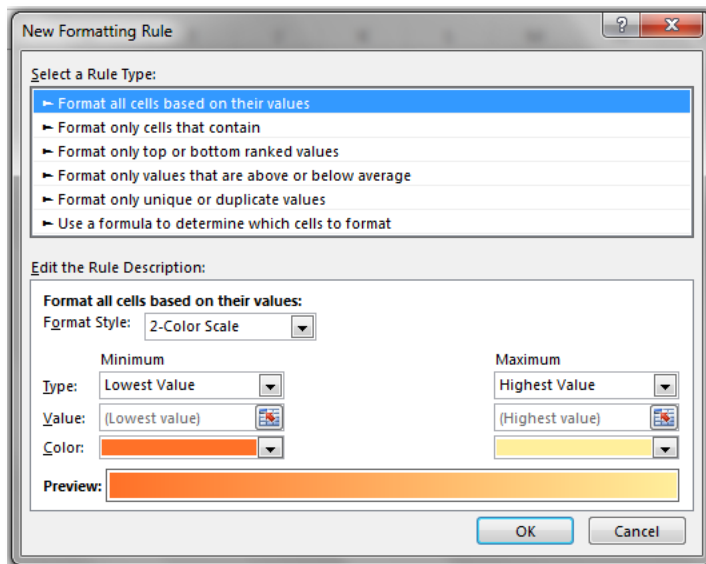 New Formatting Rule
Select a Rule Type:
► Format all cells based on their values
► Format only cells that contain
► Format only top or bottom ranked values
► Format only values that are above or below average
► Format only unique or duplicate values
► Use a formula to determine which cells to format
Edit the Rule Description:
Format all cells based on their values:
Format Style: 2-Color Scale
Minimum Maximum
Type: Lowest Value Highest Value
Value: (Lowest value) (Highest value)
Color:
Preview:
OK Cancel